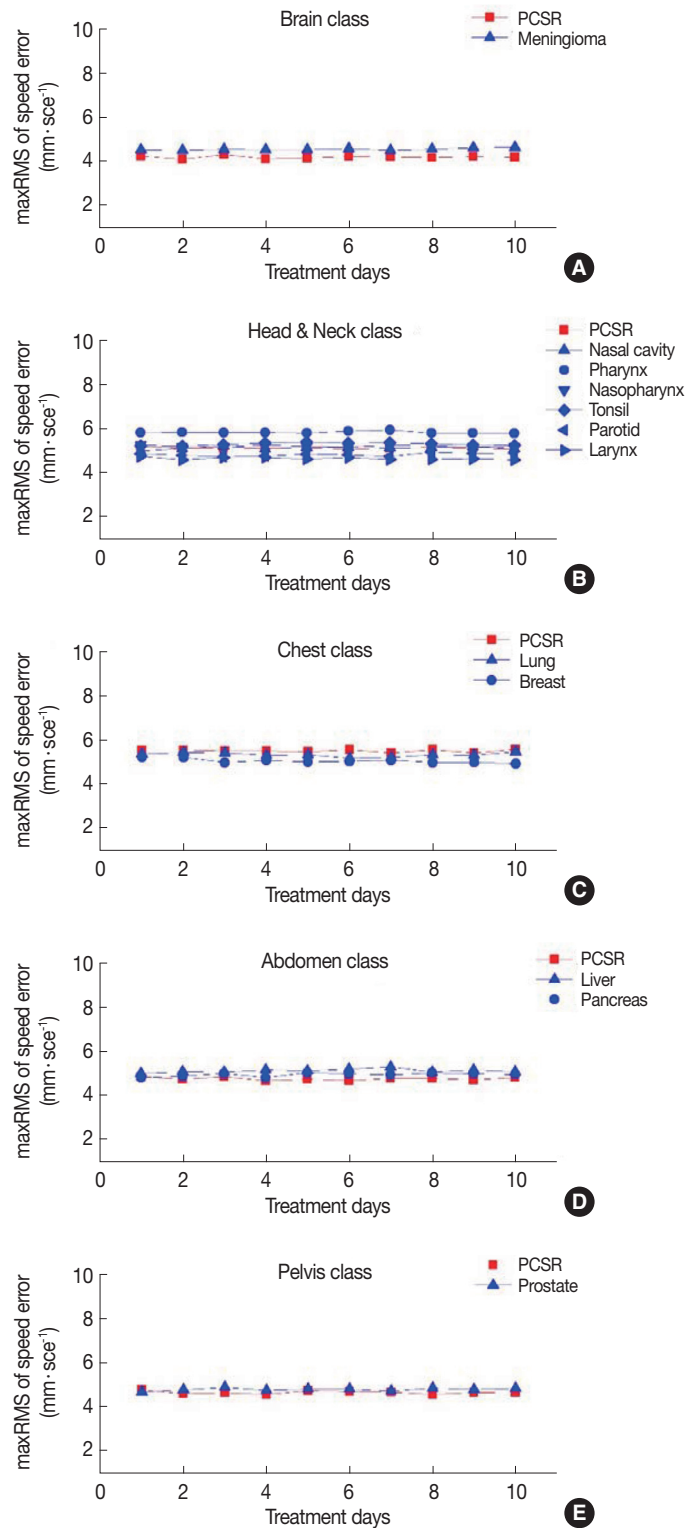 Brain class
PCSR
Meningioma
maxRMS of speed error
(mm·sce⁻¹)
10
8
6
4
2
0 2 4 6 8 10
Treatment days
A
Head & Neck class
PCSR
Nasal cavity
Pharynx
Nasopharynx
Tonsil
Parotid
Larynx
maxRMS of speed error
(mm·sce⁻¹)
10
8
6
4
2
0 2 4 6 8 10
Treatment days
B
Chest class
PCSR
Lung
Breast
maxRMS of speed error
(mm·sce⁻¹)
10
8
6
4
2
0 2 4 6 8 10
Treatment days
C
Abdomen class
PCSR
Liver
Pancreas
maxRMS of speed error
(mm·sce⁻¹)
10
8
6
4
2
0 2 4 6 8 10
Treatment days
D
Pelvis class
PCSR
Prostate
maxRMS of speed error
(mm·sce⁻¹)
10
8
6
4
2
0 2 4 6 8 10
Treatment days
E